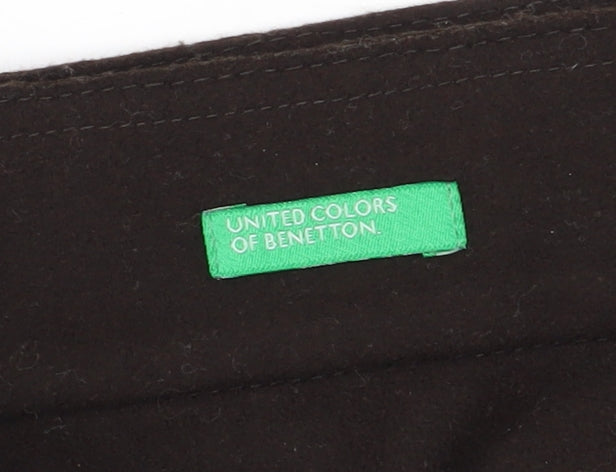 UNITED COLORS
OF BENETTON.